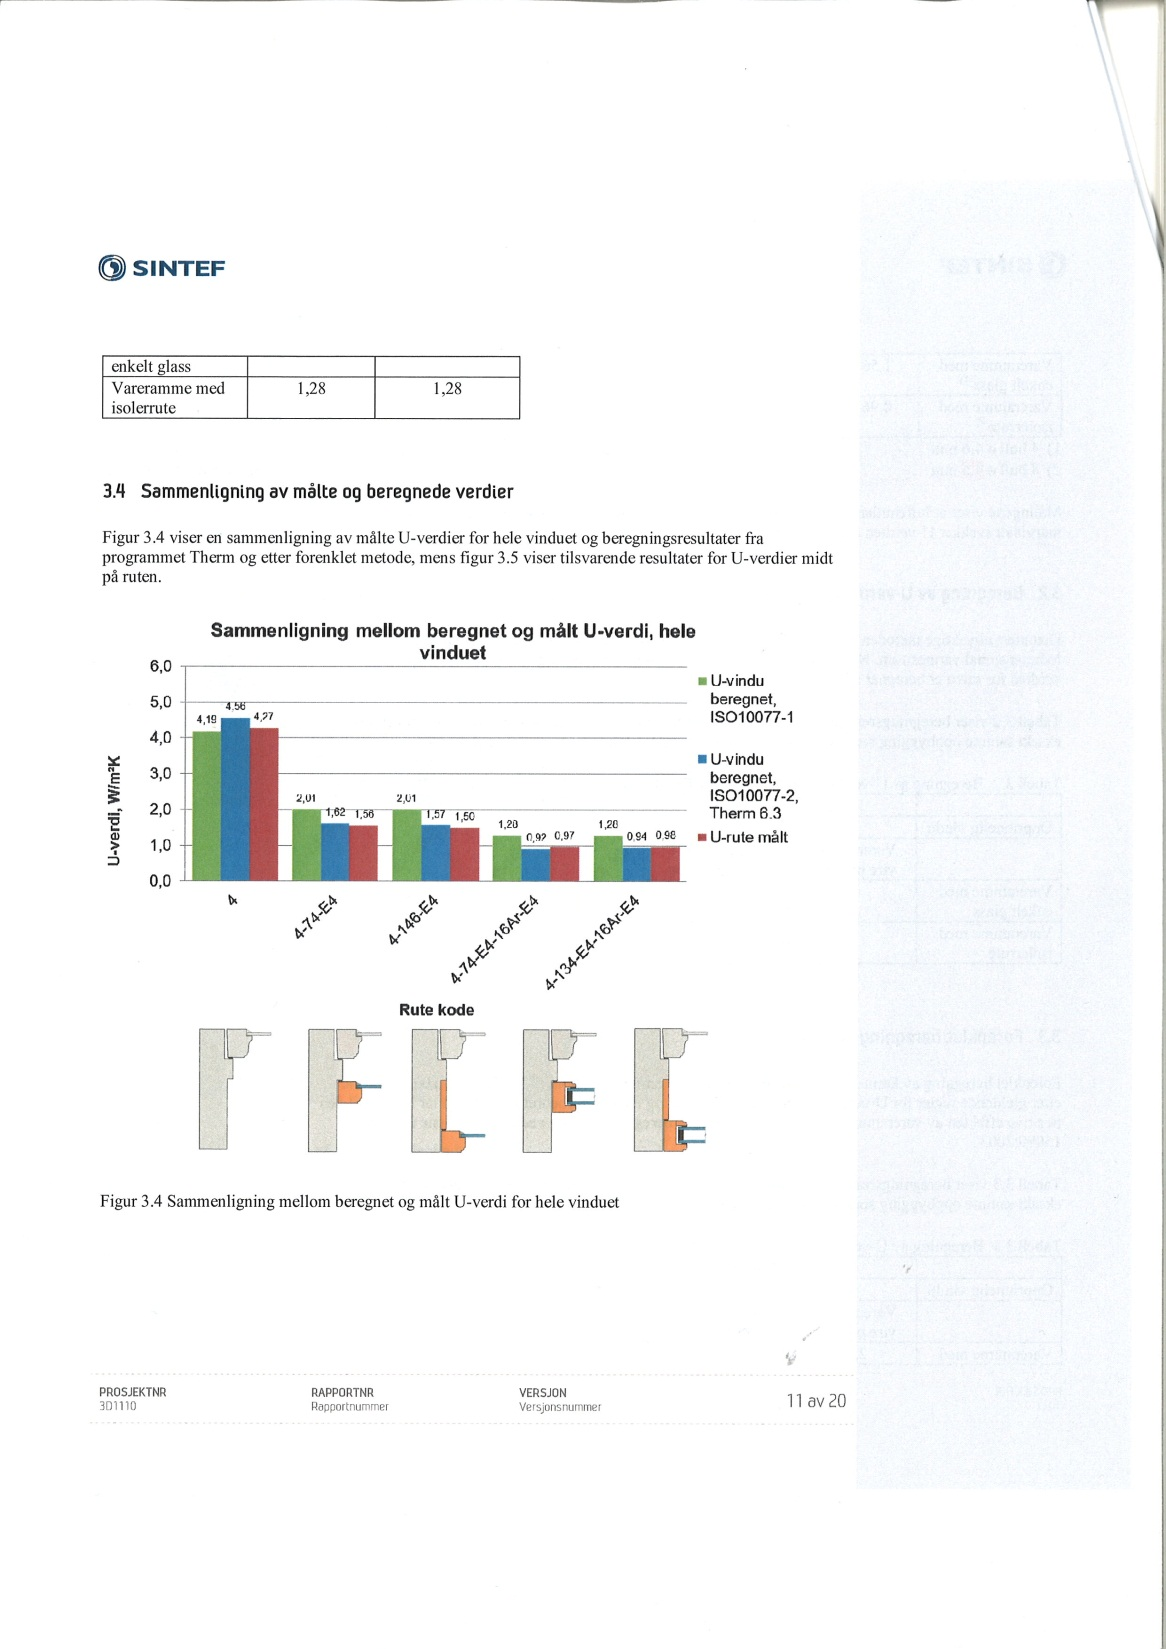 SINTEF
enkelt glass
Vareramme med 1,28 1,28
isolerrute
3.4 Sammenligning av målte og beregnede verdier
Figur 3.4 viser en sammenligning av målte U-verdier for hele vinduet og beregningsresultater fra
programmet Therm og etter forenklet metode, mens figur 3.5 viser tilsvarende resultater for U-verdier midt
på ruten.
Sammenligning mellom beregnet og målt U-verdi, hele
vinduet
U-verdi, W/m²K
6,0
5,0
4,0
3,0
2,0
1,0
0,0
4,19 4,56 4,27
2,01 1,62 1,56
2,01 1,57 1,50
1,28 0,92 0,97
1,28 0,94 0,96
U-vindu
beregnet,
ISO10077-1
U-vindu
beregnet,
ISO10077-2,
Therm 6.3
U-rute målt
4
4-74-E4
4-146-E4
4-74-E4-16Ar-E4
4-134-E4-16Ar-E4
Rute kode
Figur 3.4 Sammenligning mellom beregnet og målt U-verdi for hele vinduet
PROSJEKTNR RAPPORTNR VERSJON
3D1110 Rapportnummer Versjonsnummer
11 av 20